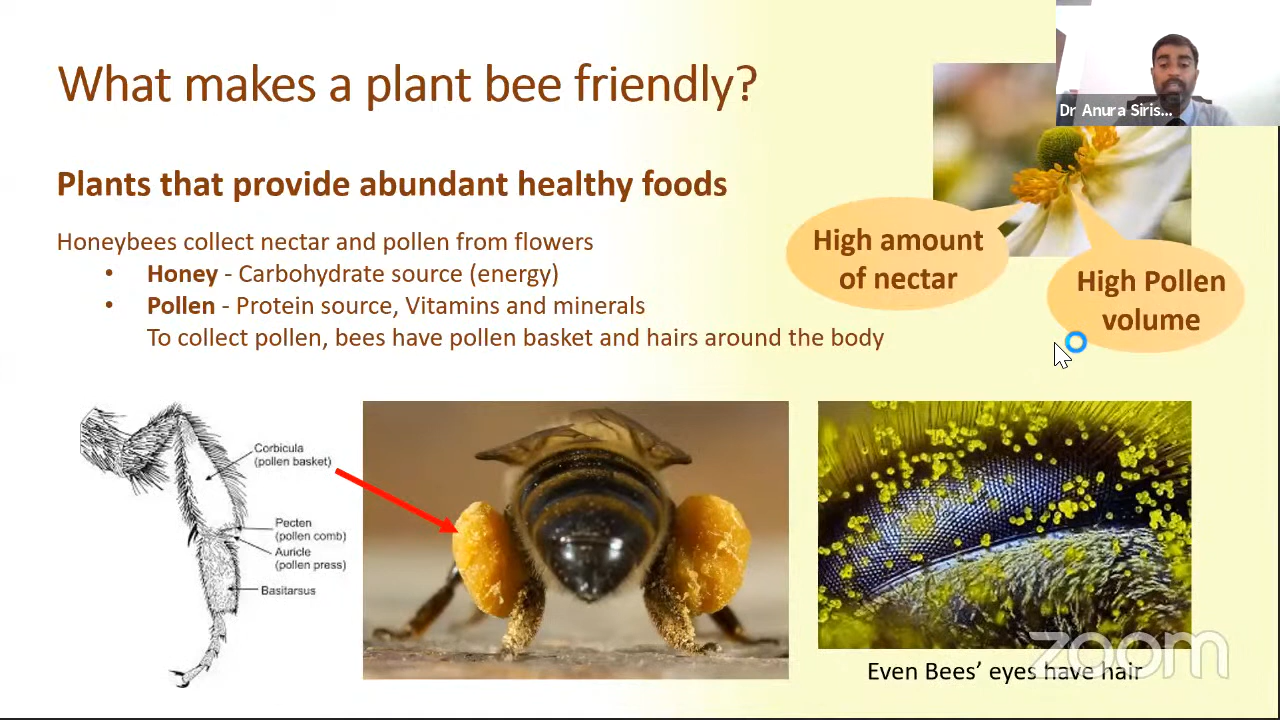 What makes a plant bee friendly?
Dr Anura Siris...
Plants that provide abundant healthy foods
Honeybees collect nectar and pollen from flowers
• Honey - Carbohydrate source (energy)
• Pollen - Protein source, Vitamins and minerals
To collect pollen, bees have pollen basket and hairs around the body
High amount
of nectar
High Pollen
volume
Corbicula
(pollen basket)
Pecten
(pollen comb)
Auricle
(pollen press)
Basitarsus
Even Bees’ eyes have hair
zoom